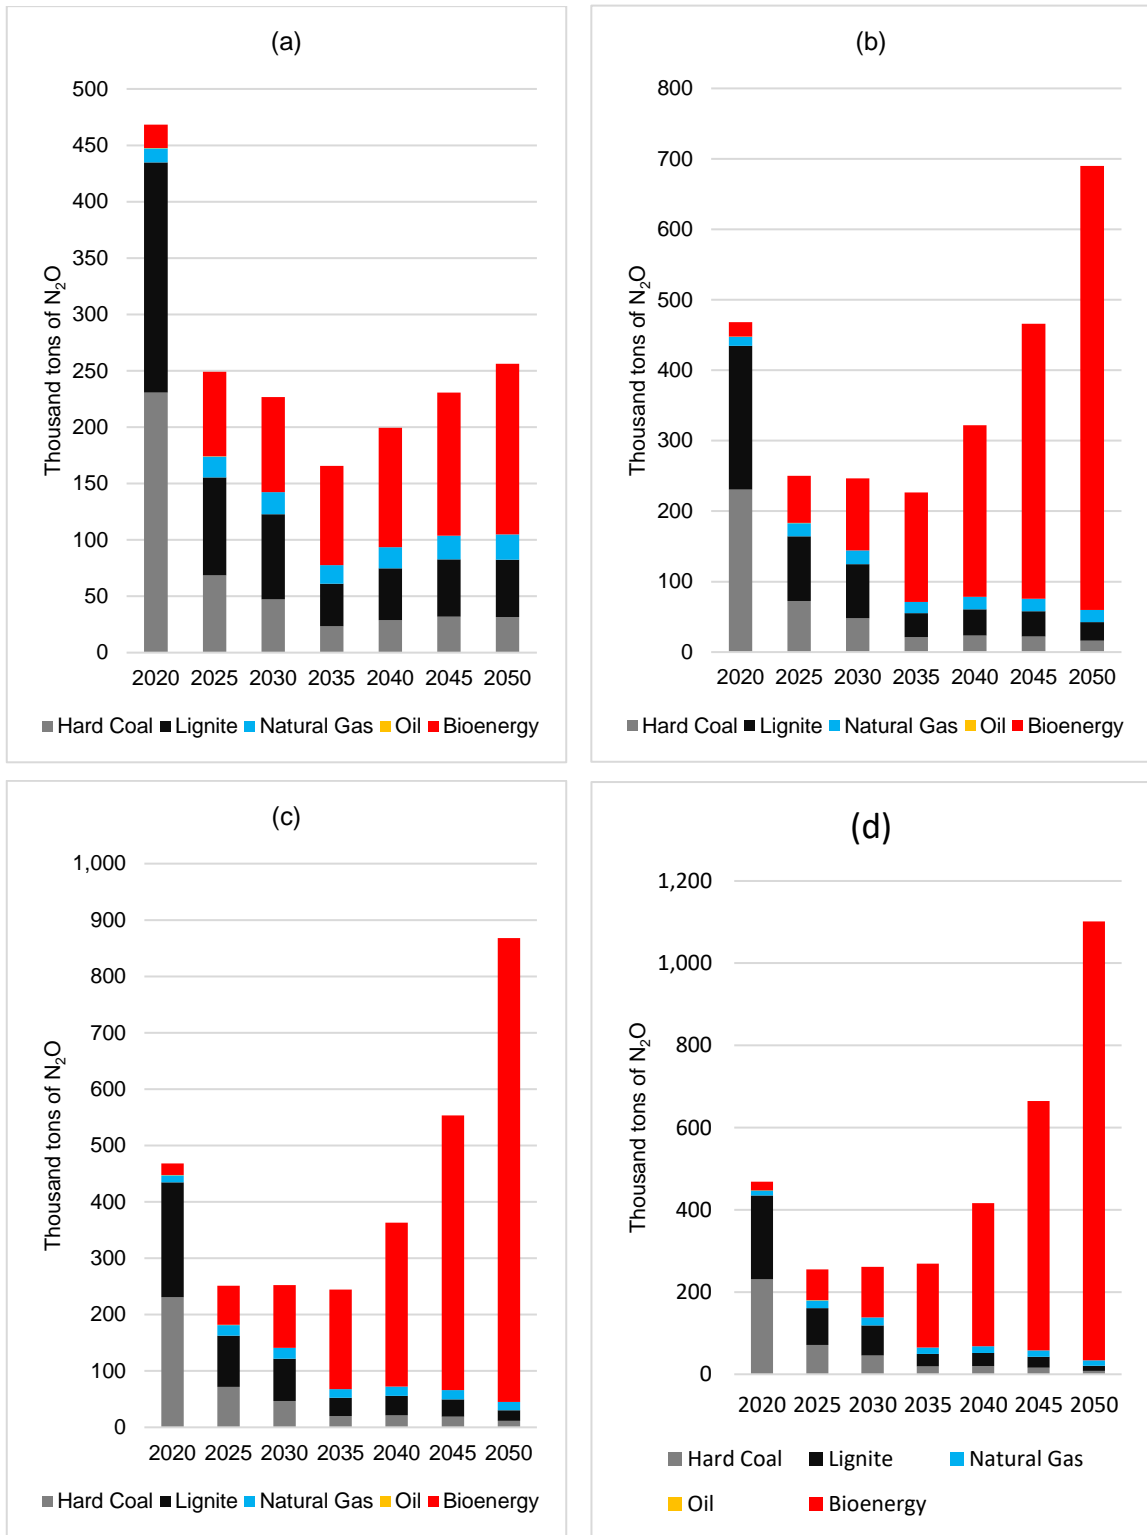 (a)
Thousand tons of N₂O
500
450
400
350
300
250
200
150
100
50
0
2020 2025 2030 2035 2040 2045 2050
Hard Coal Lignite Natural Gas Oil Bioenergy
(b)
Thousand tons of N₂O
800
700
600
500
400
300
200
100
0
2020 2025 2030 2035 2040 2045 2050
Hard Coal Lignite Natural Gas Oil Bioenergy
(c)
Thousand tons of N₂O
1,000
900
800
700
600
500
400
300
200
100
0
2020 2025 2030 2035 2040 2045 2050
Hard Coal Lignite Natural Gas Oil Bioenergy
(d)
Thousand tons of N₂O
1,200
1,000
800
600
400
200
0
2020 2025 2030 2035 2040 2045 2050
Hard Coal Lignite Natural Gas
Oil Bioenergy